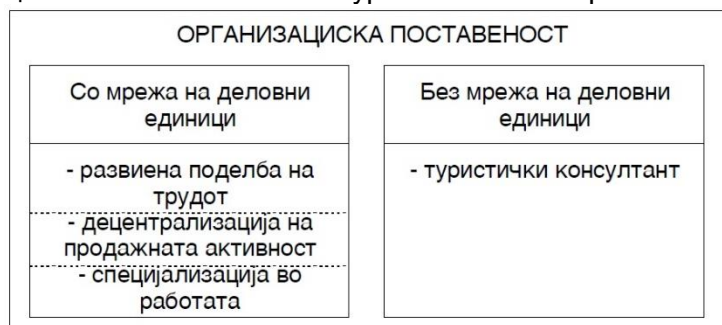 ОРГАНИЗАЦИСКА ПОСТАВЕНОСТ
Со мрежа на деловни
единици
- развиена поделба на
трудот
- децентрализација на
продажната активност
- специјализација во
работата
Без мрежа на деловни
единици
- туристички консултант